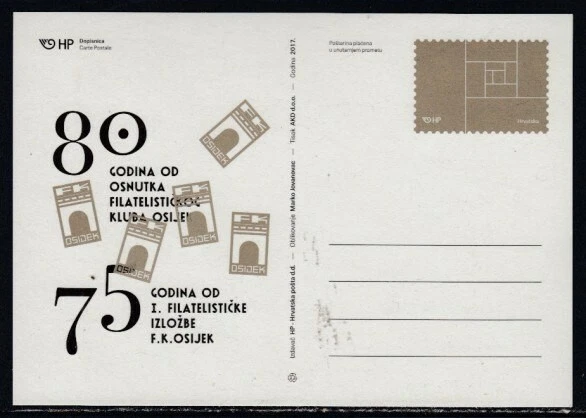 HP
Dopisnica
Carte Postale
80
GODINA OD
OSNUTKA
FILATELISTIČKOG
KLUBA OSIJEK
FK
OSIJEK
FK
OSIJEK
FK
OSIJEK
FK
OSIJEK
FK
OSIJEK
75
GODINA OD
I. FILATELISTIČKE
IZLOŽBE
F.K.OSIJEK
Izdavač HP - Hrvatska pošta d.d. — Oblikovanje Marko Jovanovac — Tisak AKD d.o.o. — Godina 2017.
Poštarina plaćena
u unutarnjem prometu
HP
Hrvatska